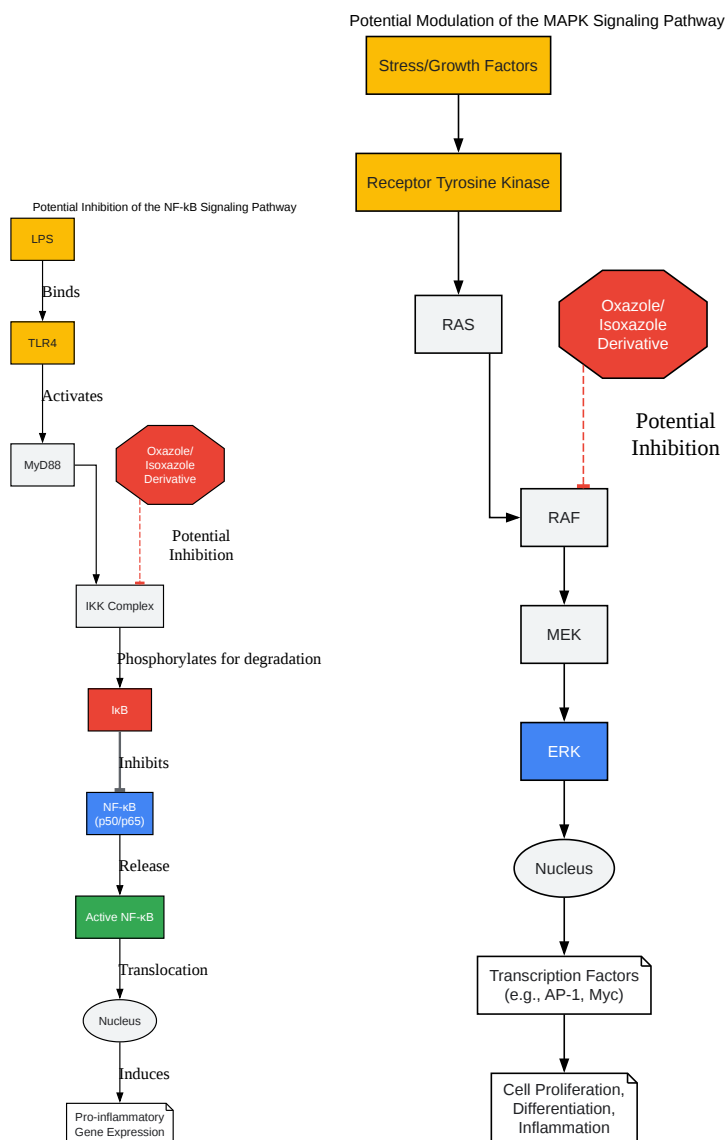 Potential Inhibition of the NF-kB Signaling Pathway
LPS
Binds
TLR4
Activates
MyD88
Oxazole/
Isoxazole
Derivative
Potential
Inhibition
IKK Complex
Phosphorylates for degradation
IκB
Inhibits
NF-κB
(p50/p65)
Release
Active NF-κB
Translocation
Nucleus
Induces
Pro-inflammatory
Gene Expression
Potential Modulation of the MAPK Signaling Pathway
Stress/Growth Factors
Receptor Tyrosine Kinase
RAS
Oxazole/
Isoxazole
Derivative
Potential
Inhibition
RAF
MEK
ERK
Nucleus
Transcription Factors
(e.g., AP-1, Myc)
Cell Proliferation,
Differentiation,
Inflammation